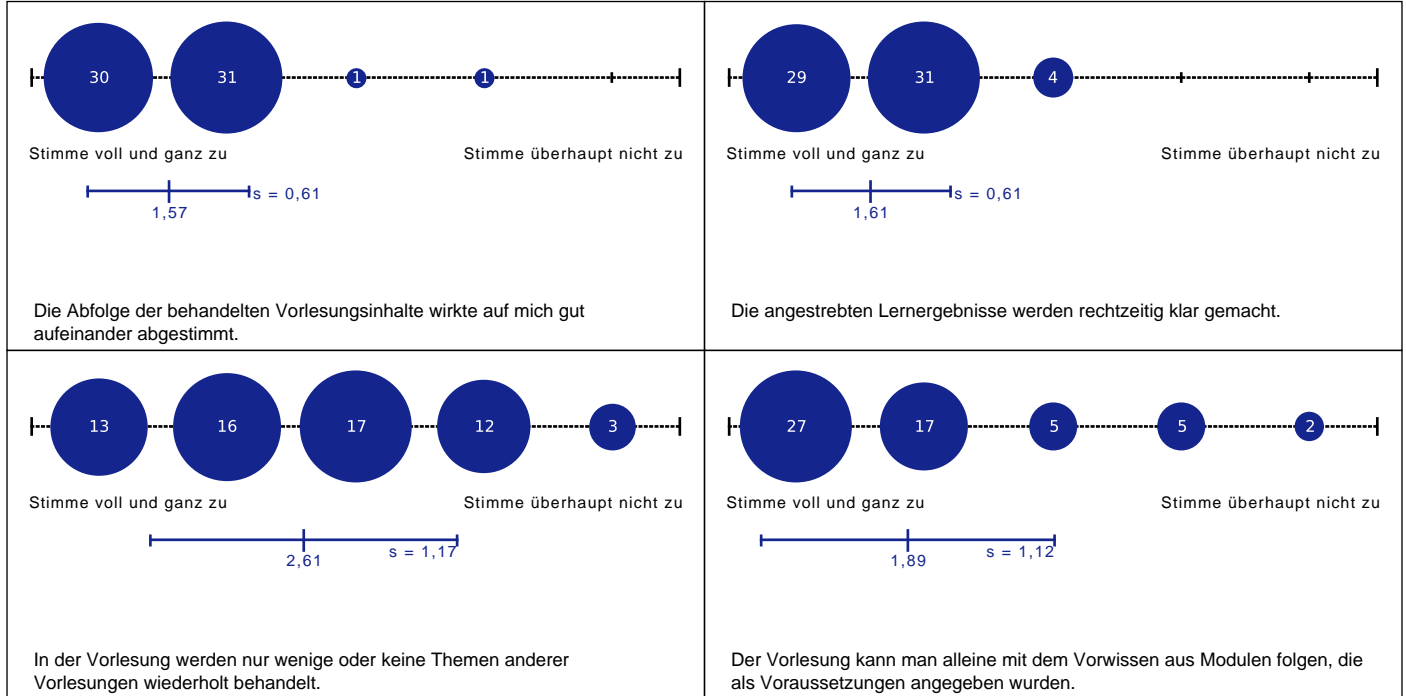 30 31 1 1
Stimme voll und ganz zu Stimme überhaupt nicht zu
s = 0,61
1,57
Die Abfolge der behandelten Vorlesungsinhalte wirkte auf mich gut
aufeinander abgestimmt.
29 31 4
Stimme voll und ganz zu Stimme überhaupt nicht zu
s = 0,61
1,61
Die angestrebten Lernergebnisse werden rechtzeitig klar gemacht.
13 16 17 12 3
Stimme voll und ganz zu Stimme überhaupt nicht zu
s = 1,17
2,61
In der Vorlesung werden nur wenige oder keine Themen anderer
Vorlesungen wiederholt behandelt.
27 17 5 5 2
Stimme voll und ganz zu Stimme überhaupt nicht zu
s = 1,12
1,89
Der Vorlesung kann man alleine mit dem Vorwissen aus Modulen folgen, die
als Voraussetzungen angegeben wurden.